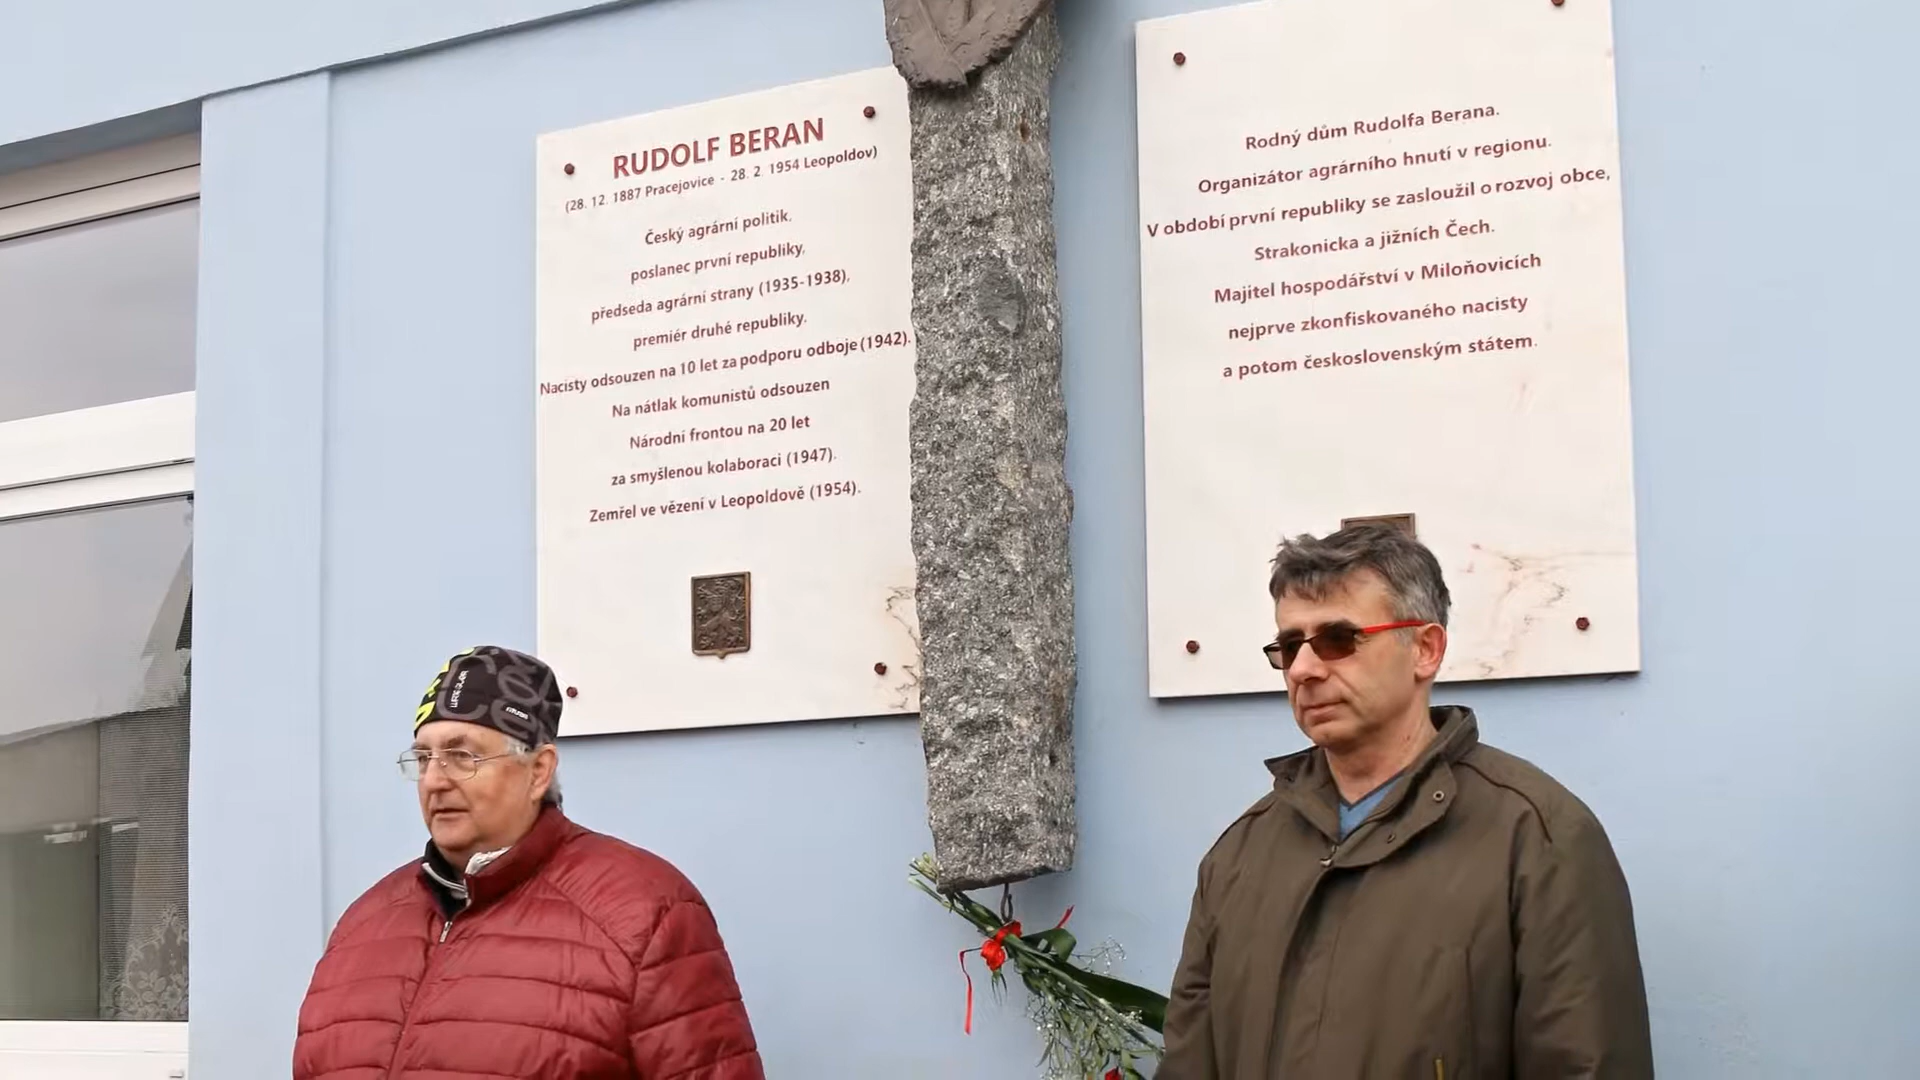 RUDOLF BERAN
(28. 12. 1887 Pracejovice - 28. 2 1954 Leopoldov)
Český agrární politik,
poslanec první republiky,
předseda agrární strany (1935-1938),
premiér druhé republiky.
Nacisty odsouzen na 10 let za podporu odboje (1942).
Na nátlak komunistů odsouzen
Národní frontou na 20 let
za smyšlenou kolaboraci (1947).
Zemřel ve vězení v Leopoldově (1954).
Rodný dům Rudolfa Berana.
Organizátor agrárního hnutí v regionu.
V období první republiky se zasloužil o rozvoj obce,
Strakonicka a jižních Čech.
Majitel hospodářství v Miloňovicích
nejprve zkonfiskovaného nacisty
a potom československým státem.